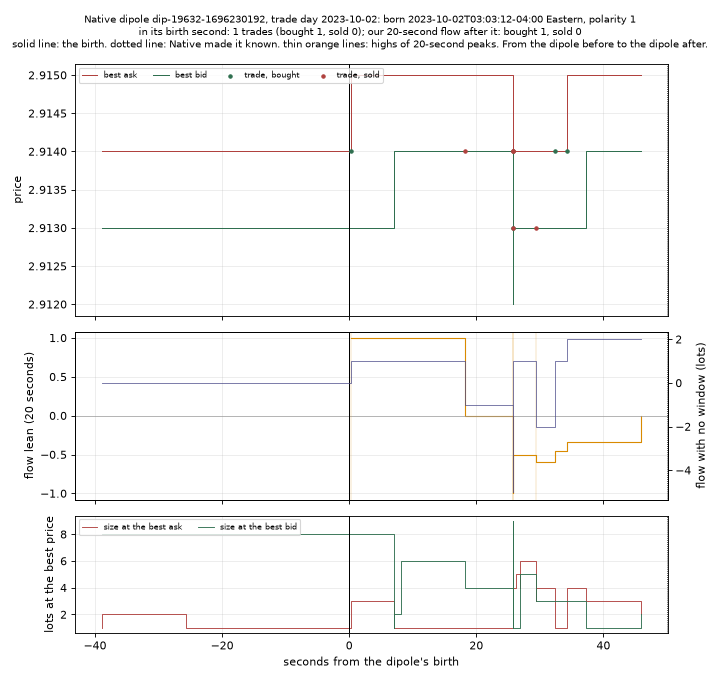 Native dipole dip-19632-1696230192, trade day 2023-10-02: born 2023-10-02T03:03:12-04:00 Eastern, polarity 1
in its birth second: 1 trades (bought 1, sold 0); our 20-second flow after it: bought 1, sold 0
solid line: the birth. dotted line: Native made it known. thin orange lines: highs of 20-second peaks. From the dipole before to the dipole after.
best ask
best bid
trade, bought
trade, sold
2.9150
2.9145
2.9140
2.9135
2.9130
2.9125
2.9120
price
1.0
0.5
0.0
−0.5
−1.0
flow lean (20 seconds)
2
0
−2
−4
flow with no window (lots)
size at the best ask
size at the best bid
8
6
4
2
lots at the best price
−40
−20
0
20
40
seconds from the dipole's birth